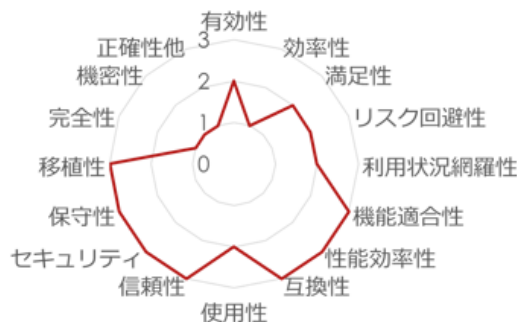 有効性
効率性
満足性
リスク回避性
利用状況網羅性
機能適合性
性能効率性
互換性
使用性
信頼性
セキュリティ
保守性
移植性
完全性
機密性
正確性他
3
2
1
0